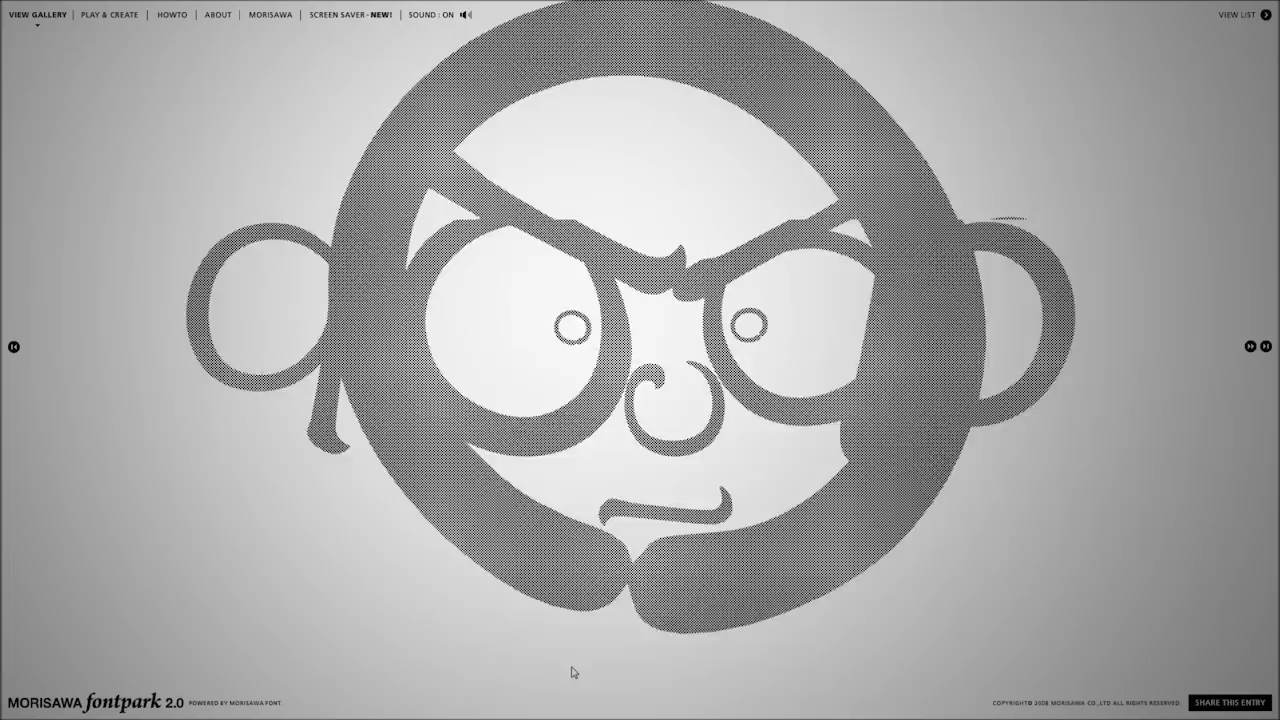 VIEW GALLERY | PLAY & CREATE | HOWTO | ABOUT | MORISAWA | SCREEN SAVER - NEW! | SOUND : ON
VIEW LIST
MORISAWA fontpark 2.0 POWERED BY MORISAWA FONT.
COPYRIGHT© 2008 MORISAWA CO.,LTD ALL RIGHTS RESERVED.
SHARE THIS ENTRY